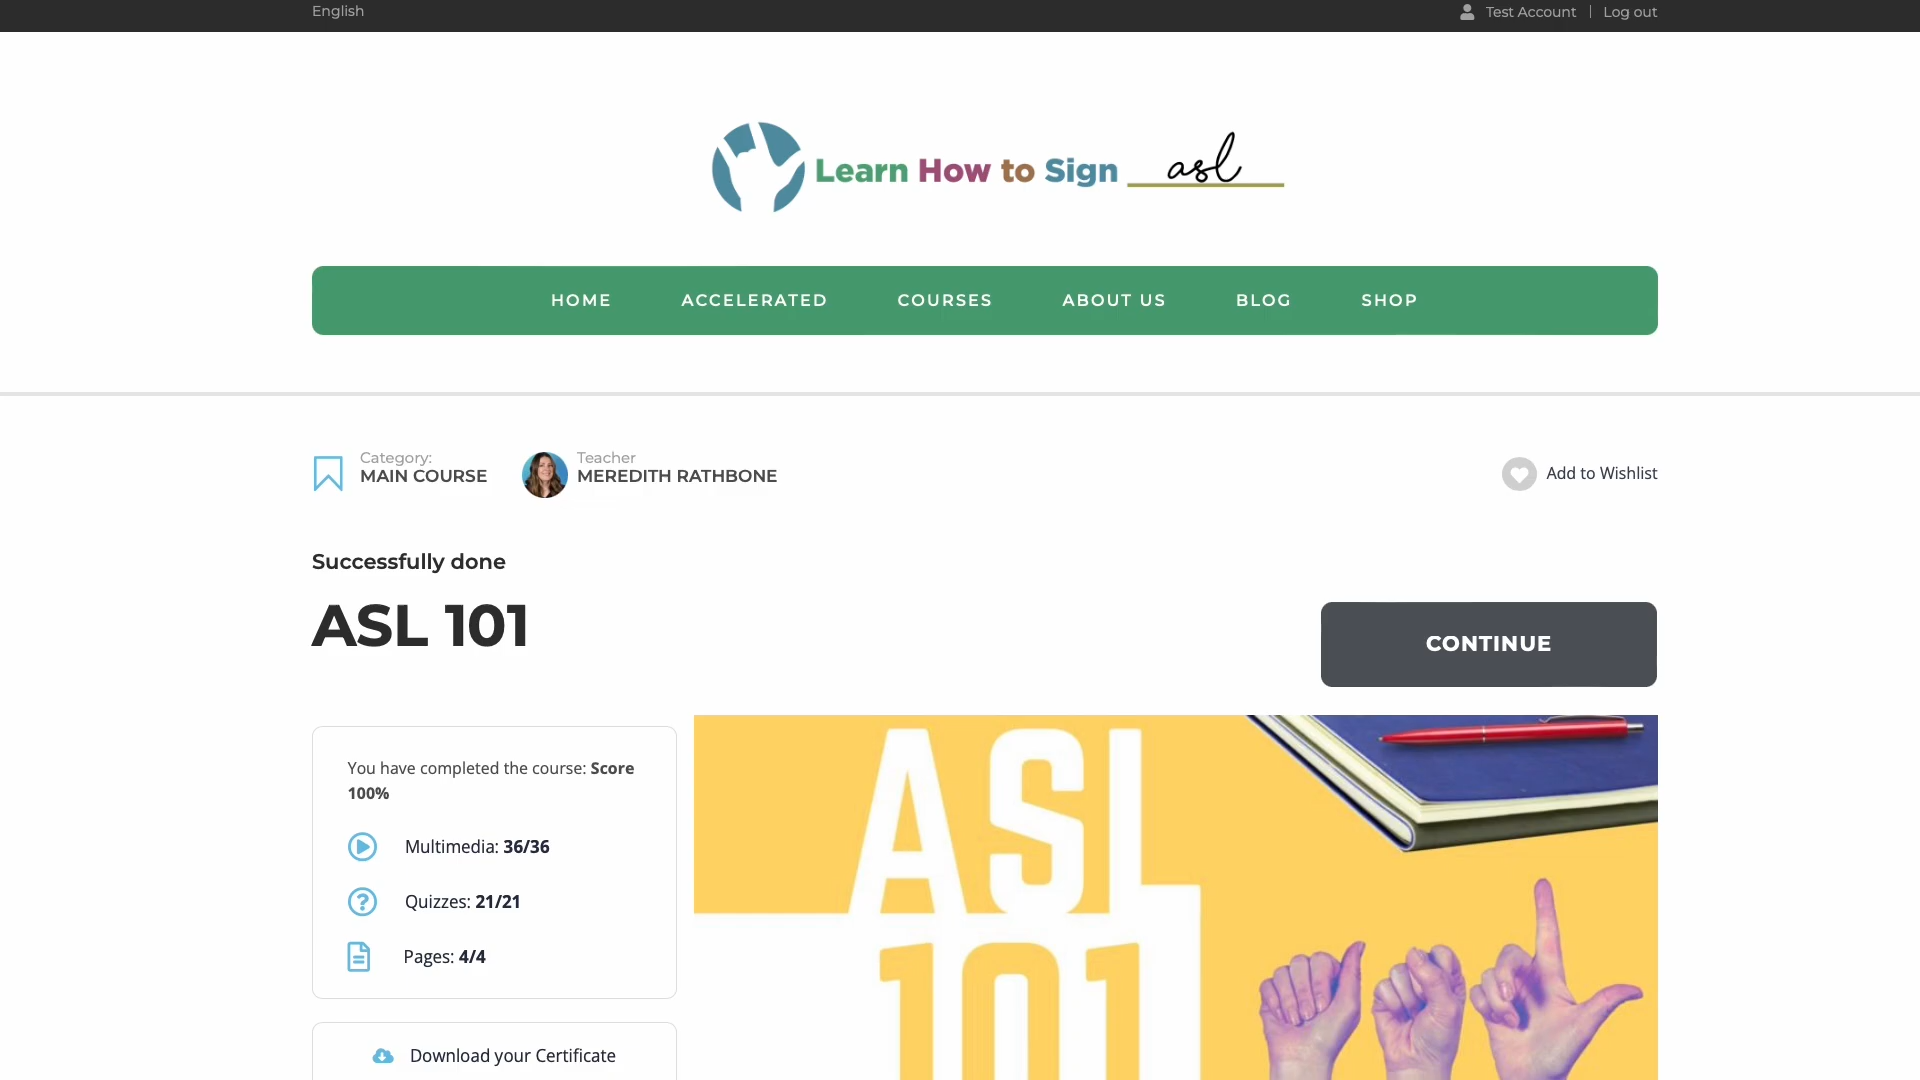 English
Test Account | Log out
Learn How to Sign asl
HOME ACCELERATED COURSES ABOUT US BLOG SHOP
Category:
MAIN COURSE
Teacher
MEREDITH RATHBONE
Add to Wishlist
Successfully done
ASL 101
CONTINUE
You have completed the course: Score
100%
Multimedia: 36/36
Quizzes: 21/21
Pages: 4/4
Download your Certificate
ASL
101